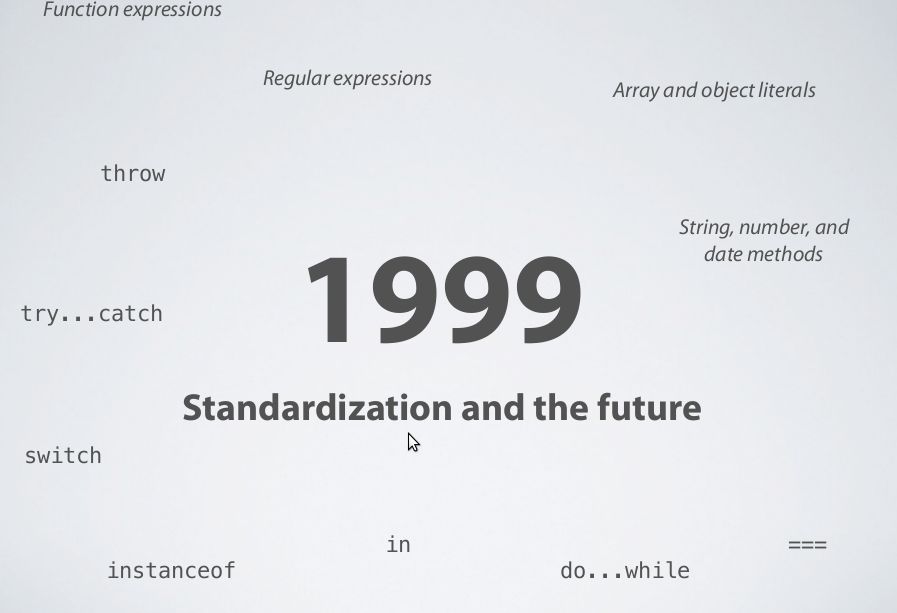 Function expressions
Regular expressions
Array and object literals
throw
String, number, and
date methods
1999
try...catch
Standardization and the future
switch
in
===
instanceof
do...while